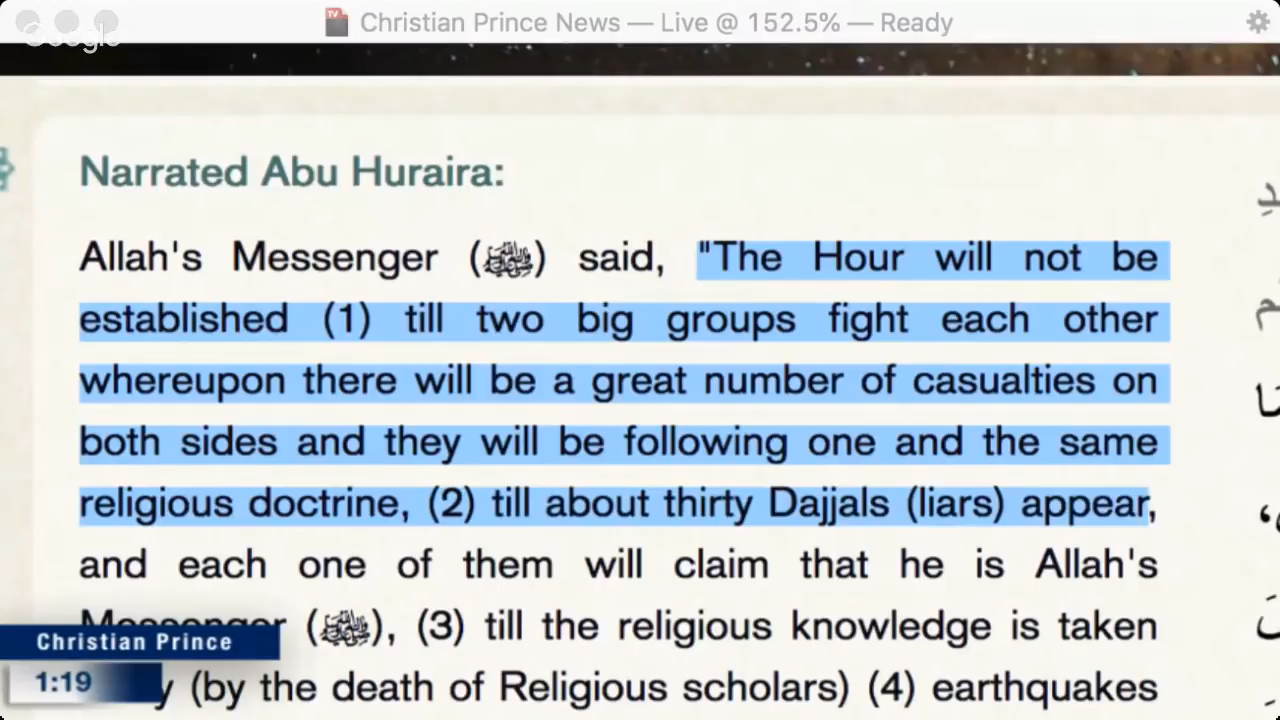 Christian Prince News — Live @ 152.5% — Ready
Google
Narrated Abu Huraira:
Allah's Messenger (ﷺ) said, "The Hour will not be
established (1) till two big groups fight each other
whereupon there will be a great number of casualties on
both sides and they will be following one and the same
religious doctrine, (2) till about thirty Dajjals (liars) appear,
and each one of them will claim that he is Allah's
Messenger (ﷺ), (3) till the religious knowledge is taken
(by the death of Religious scholars) (4) earthquakes
Christian Prince
1:19